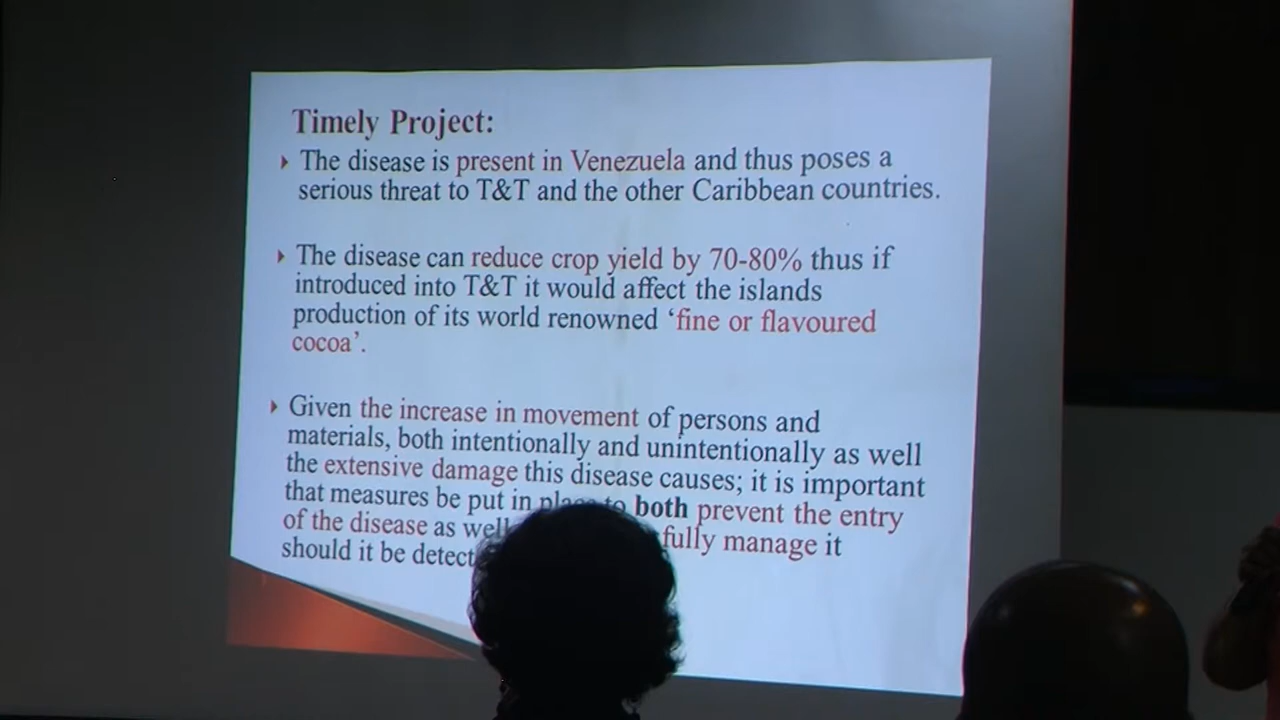 Timely Project:
The disease is present in Venezuela and thus poses a
serious threat to T&T and the other Caribbean countries.
The disease can reduce crop yield by 70-80% thus if
introduced into T&T it would affect the islands
production of its world renowned ‘fine or flavoured
cocoa’.
Given the increase in movement of persons and
materials, both intentionally and unintentionally as well
the extensive damage this disease causes; it is important
that measures be put in place to both prevent the entry
of the disease as well fully manage it
should it be detect